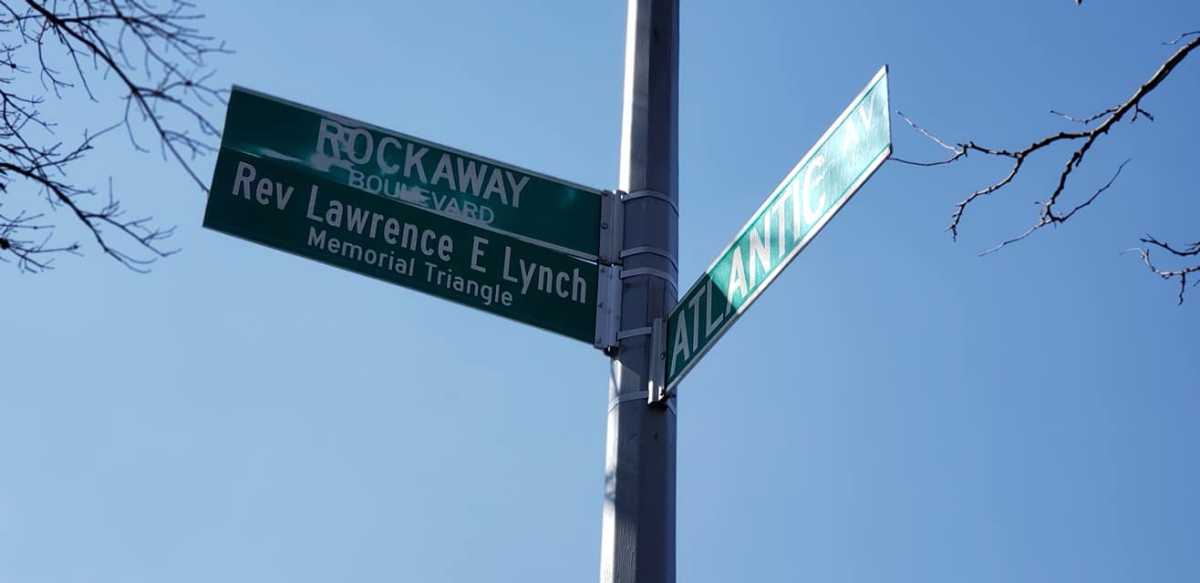 ROCKAWAY
BOULEVARD
Rev Lawrence E Lynch
Memorial Triangle
ATLANTIC AV